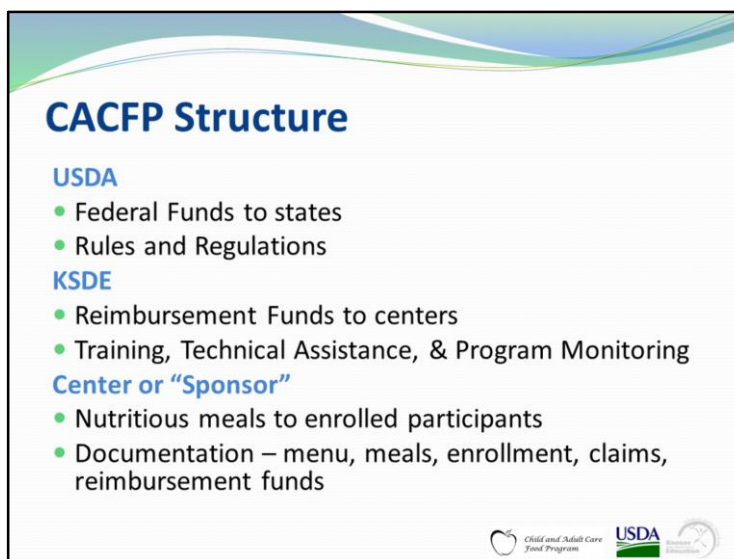 CACFP Structure
USDA
• Federal Funds to states
• Rules and Regulations
KSDE
• Reimbursement Funds to centers
• Training, Technical Assistance, & Program Monitoring
Center or “Sponsor”
• Nutritious meals to enrolled participants
• Documentation – menu, meals, enrollment, claims,
reimbursement funds
Child and Adult Care
Food Program
USDA
Kansas
Education